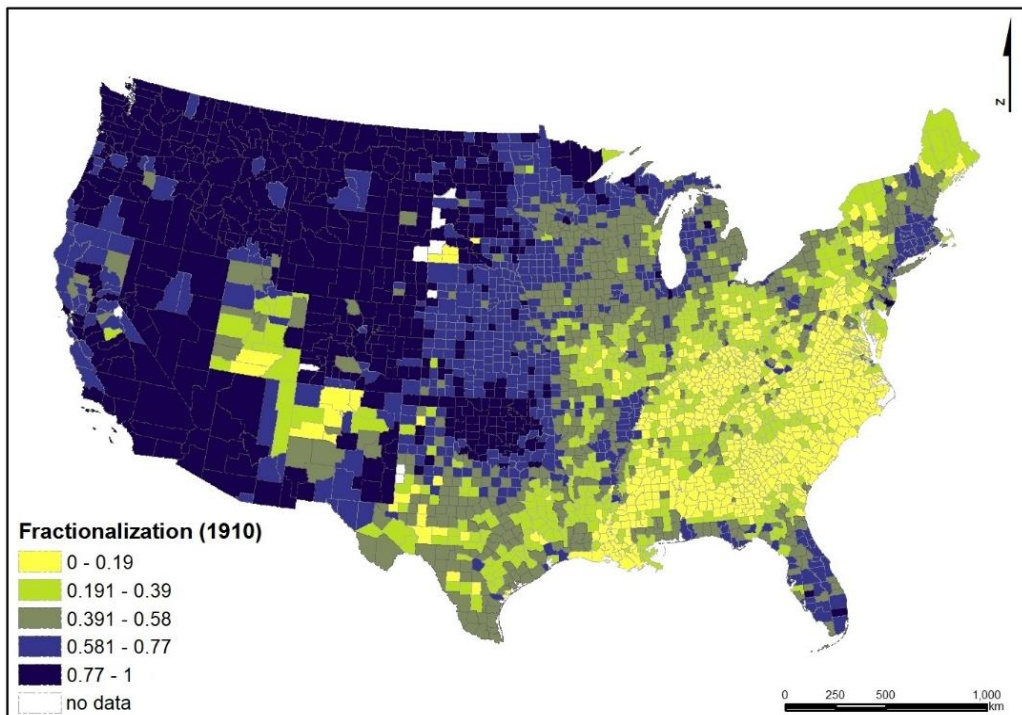 N
Fractionalization (1910)
0 - 0.19
0.191 - 0.39
0.391 - 0.58
0.581 - 0.77
0.77 - 1
no data
0 250 500 1,000
km